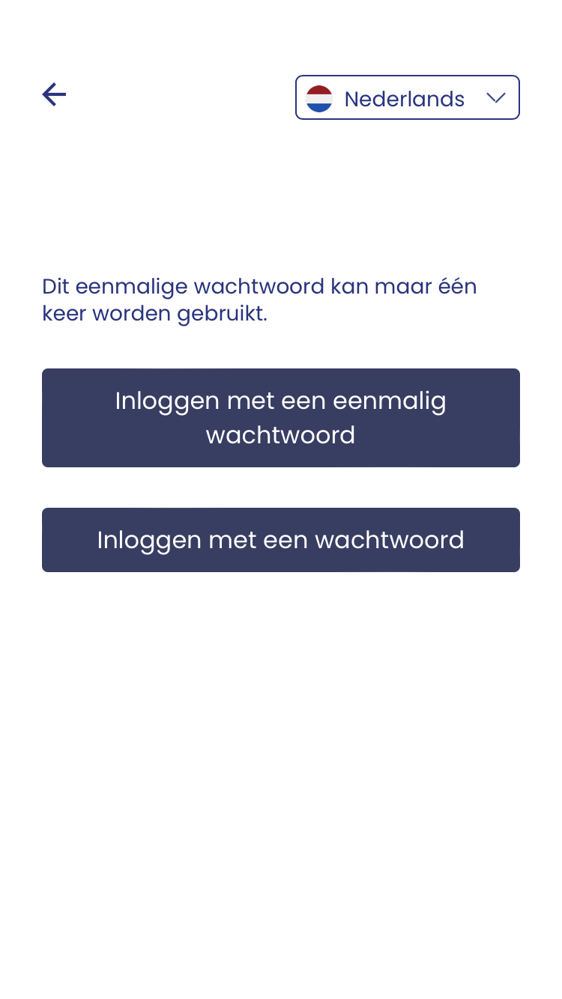 Nederlands
Dit eenmalige wachtwoord kan maar één
keer worden gebruikt.
Inloggen met een eenmalig
wachtwoord
Inloggen met een wachtwoord